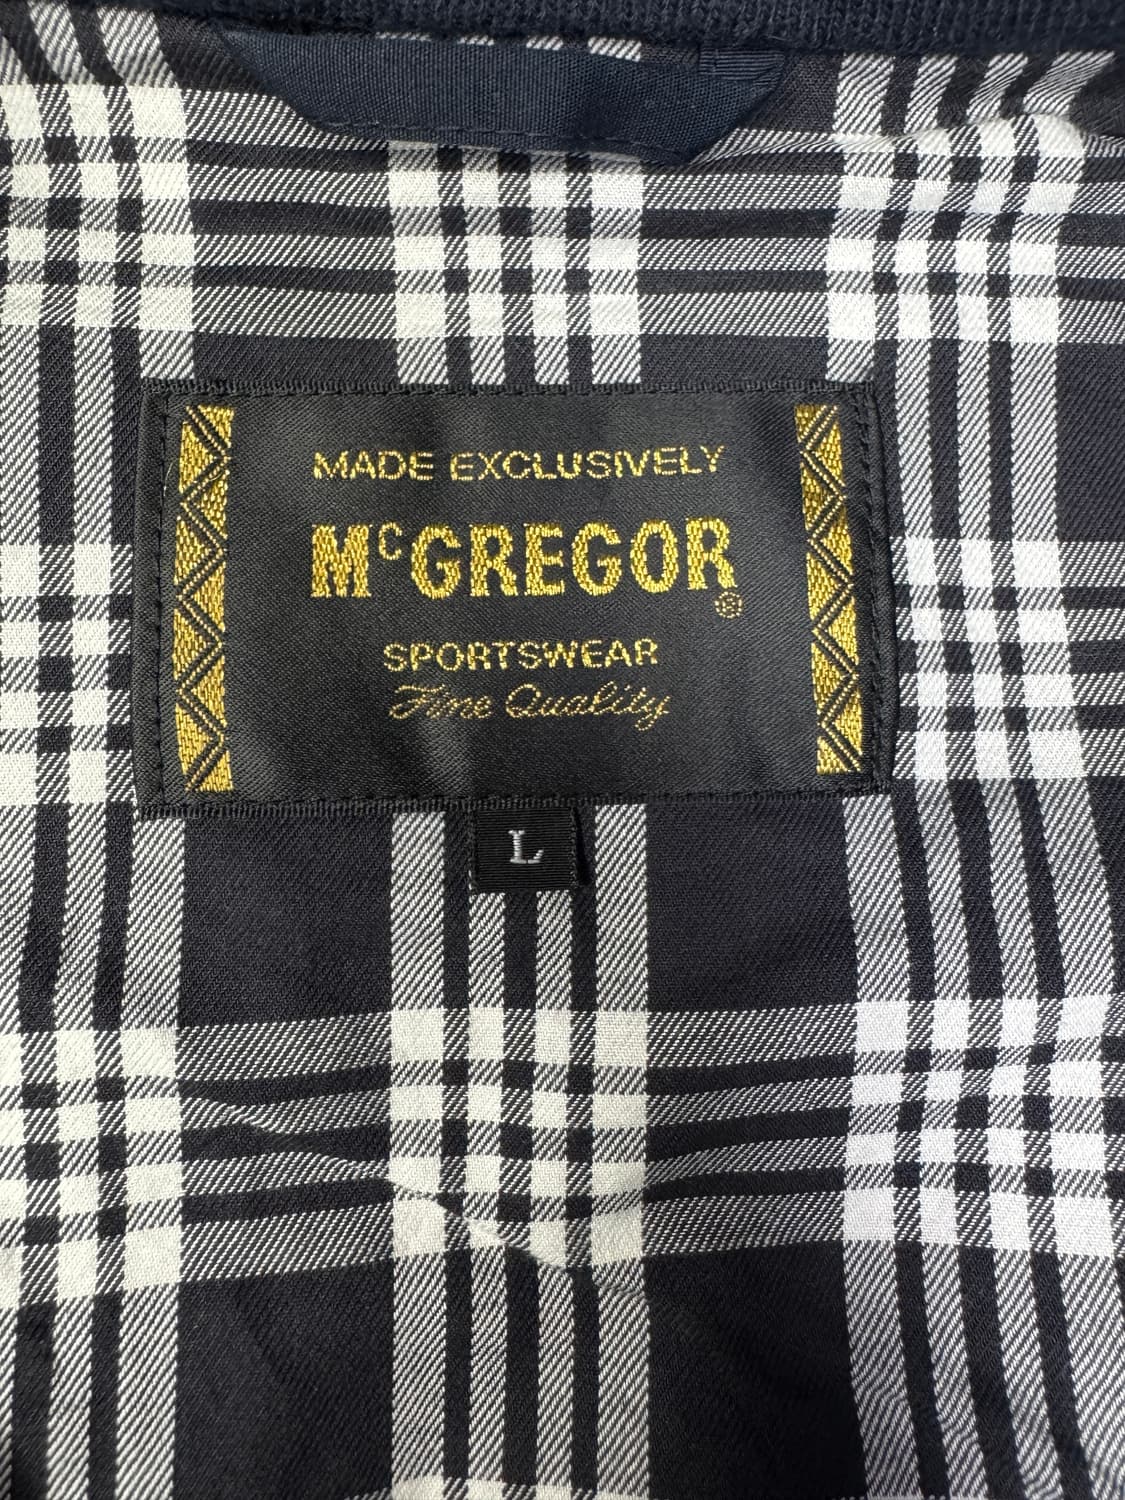 MADE EXCLUSIVELY
McGREGOR®
SPORTSWEAR
Fine Quality
L